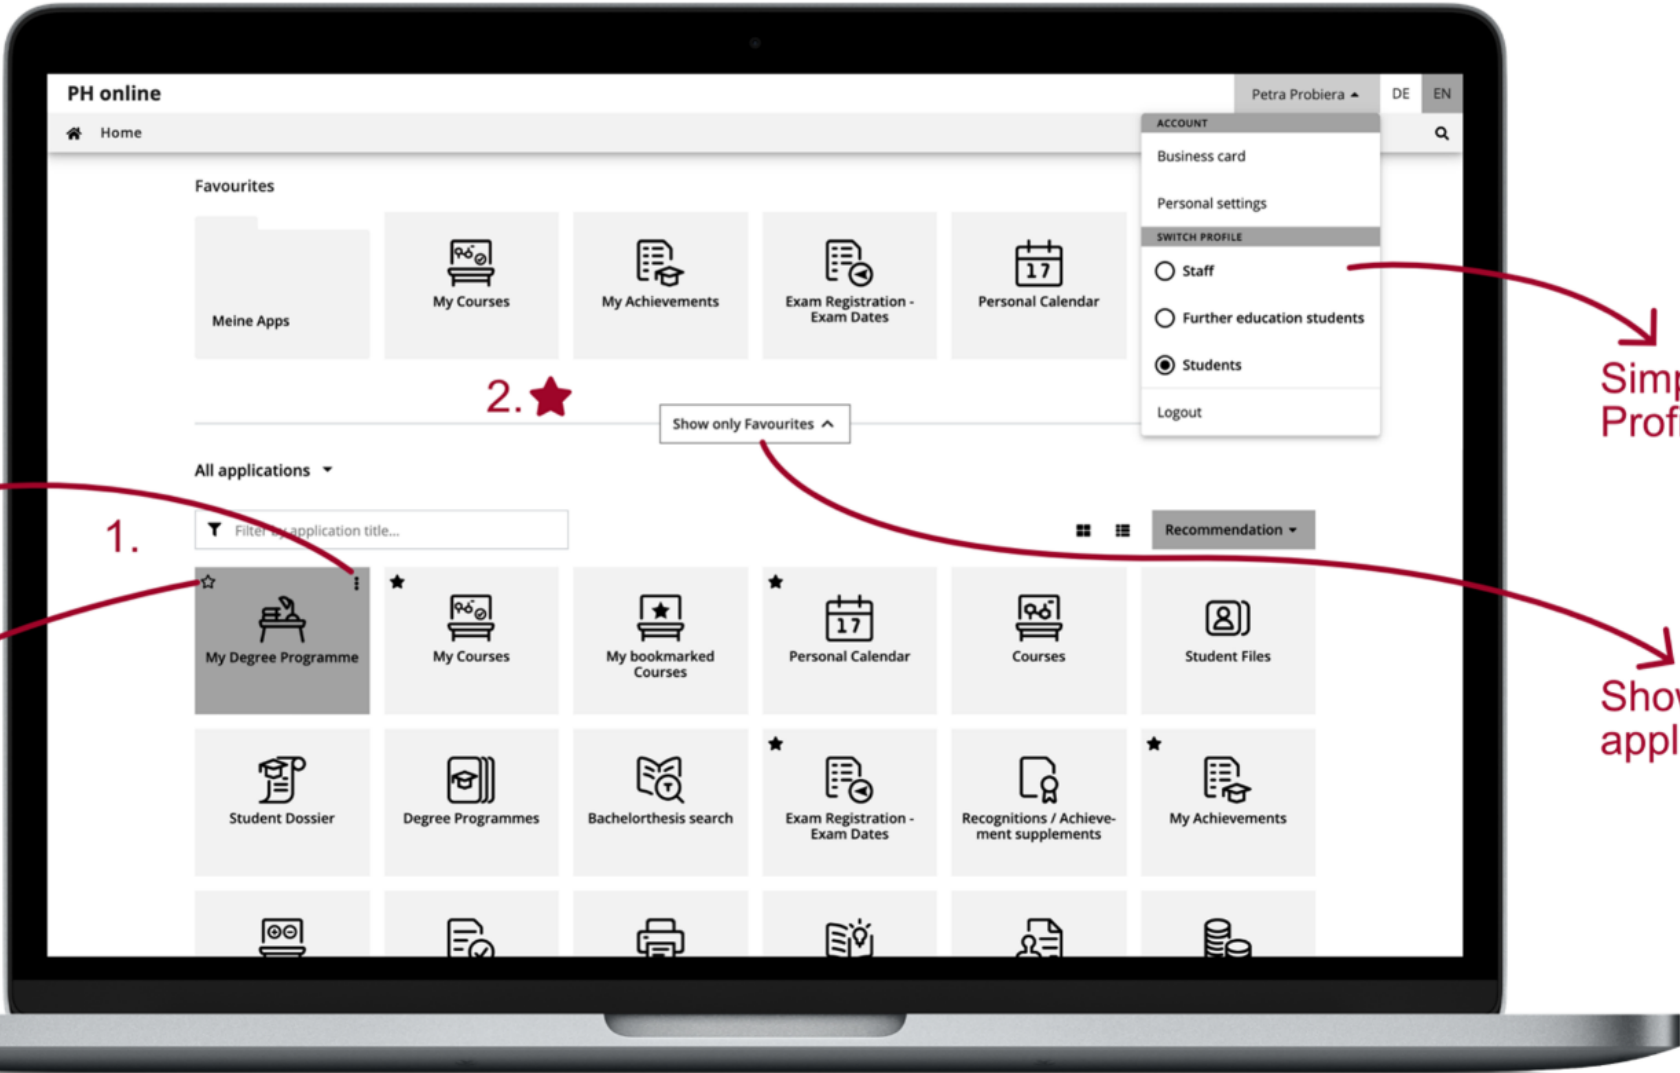 PH online
Petra Probiera
DE
EN
Home
ACCOUNT
Business card
Personal settings
SWITCH PROFILE
Staff
Further education students
Students
Logout
Favourites
Meine Apps
My Courses
My Achievements
Exam Registration -
Exam Dates
17
Personal Calendar
2.
Show only Favourites
All applications
1.
Filter by application title...
Recommendation
My Degree Programme
My Courses
My bookmarked
Courses
17
Personal Calendar
Courses
Student Files
Student Dossier
Degree Programmes
T
Bachelorthesis search
Exam Registration -
Exam Dates
Recognitions / Achieve-
ment supplements
My Achievements